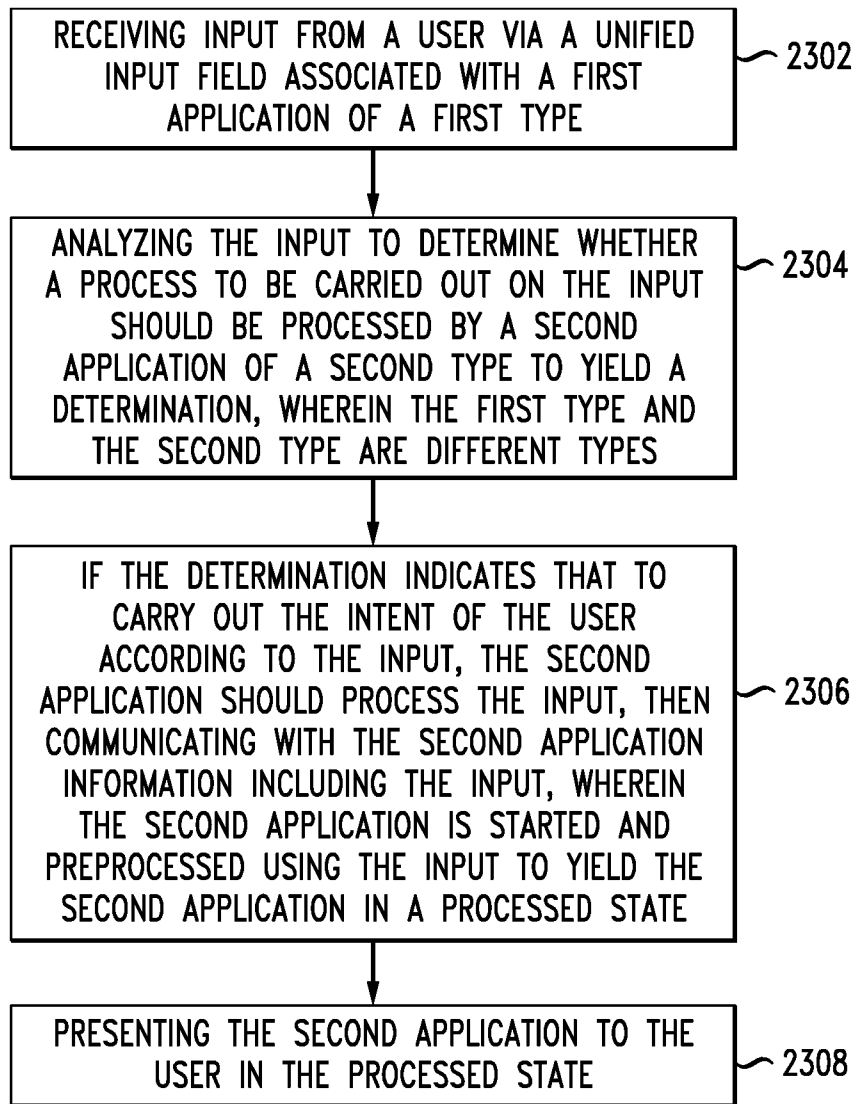 RECEIVING INPUT FROM A USER VIA A UNIFIED
INPUT FIELD ASSOCIATED WITH A FIRST
APPLICATION OF A FIRST TYPE
2302
ANALYZING THE INPUT TO DETERMINE WHETHER
A PROCESS TO BE CARRIED OUT ON THE INPUT
SHOULD BE PROCESSED BY A SECOND
APPLICATION OF A SECOND TYPE TO YIELD A
DETERMINATION, WHEREIN THE FIRST TYPE AND
THE SECOND TYPE ARE DIFFERENT TYPES
2304
IF THE DETERMINATION INDICATES THAT TO
CARRY OUT THE INTENT OF THE USER
ACCORDING TO THE INPUT, THE SECOND
APPLICATION SHOULD PROCESS THE INPUT, THEN
COMMUNICATING WITH THE SECOND APPLICATION
INFORMATION INCLUDING THE INPUT, WHEREIN
THE SECOND APPLICATION IS STARTED AND
PREPROCESSED USING THE INPUT TO YIELD THE
SECOND APPLICATION IN A PROCESSED STATE
2306
PRESENTING THE SECOND APPLICATION TO THE
USER IN THE PROCESSED STATE
2308